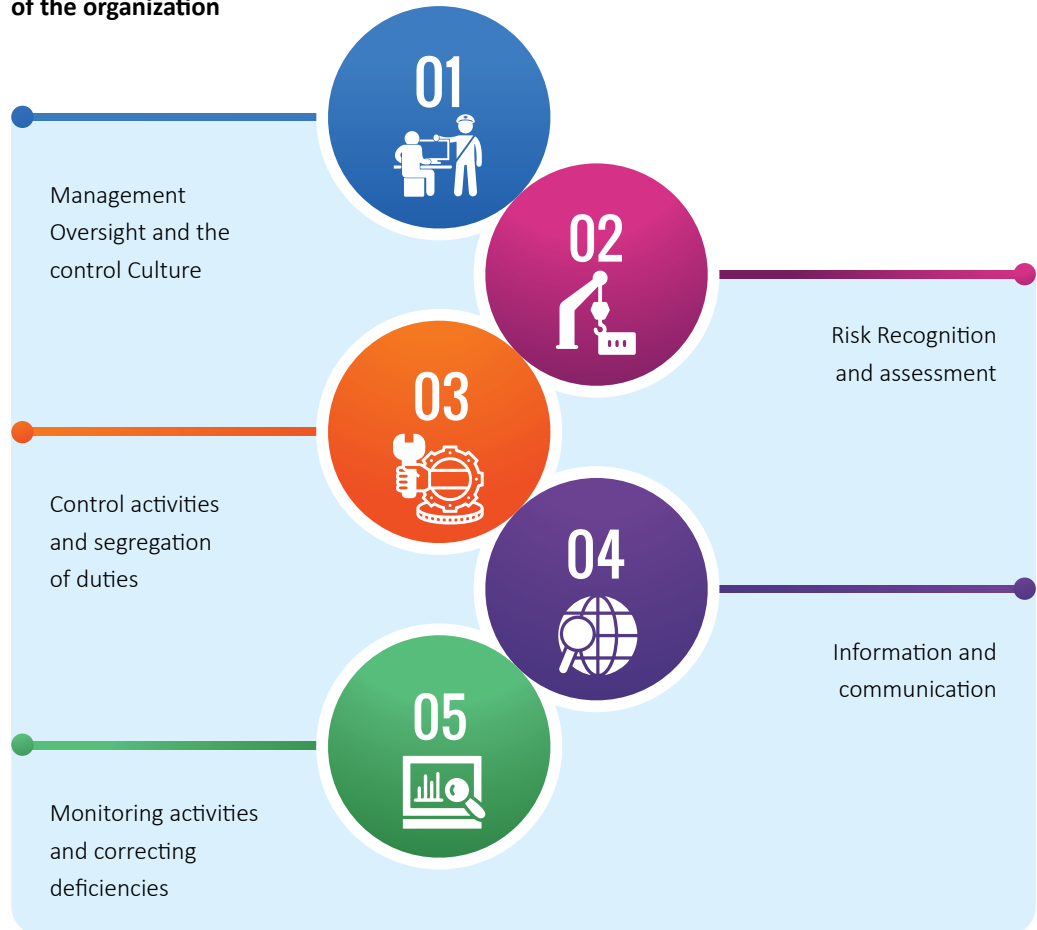 of the organization
01
Management
Oversight and the
control Culture
02
Risk Recognition
and assessment
03
Control activities
and segregation
of duties
04
Information and
communication
05
Monitoring activities
and correcting
deficiencies